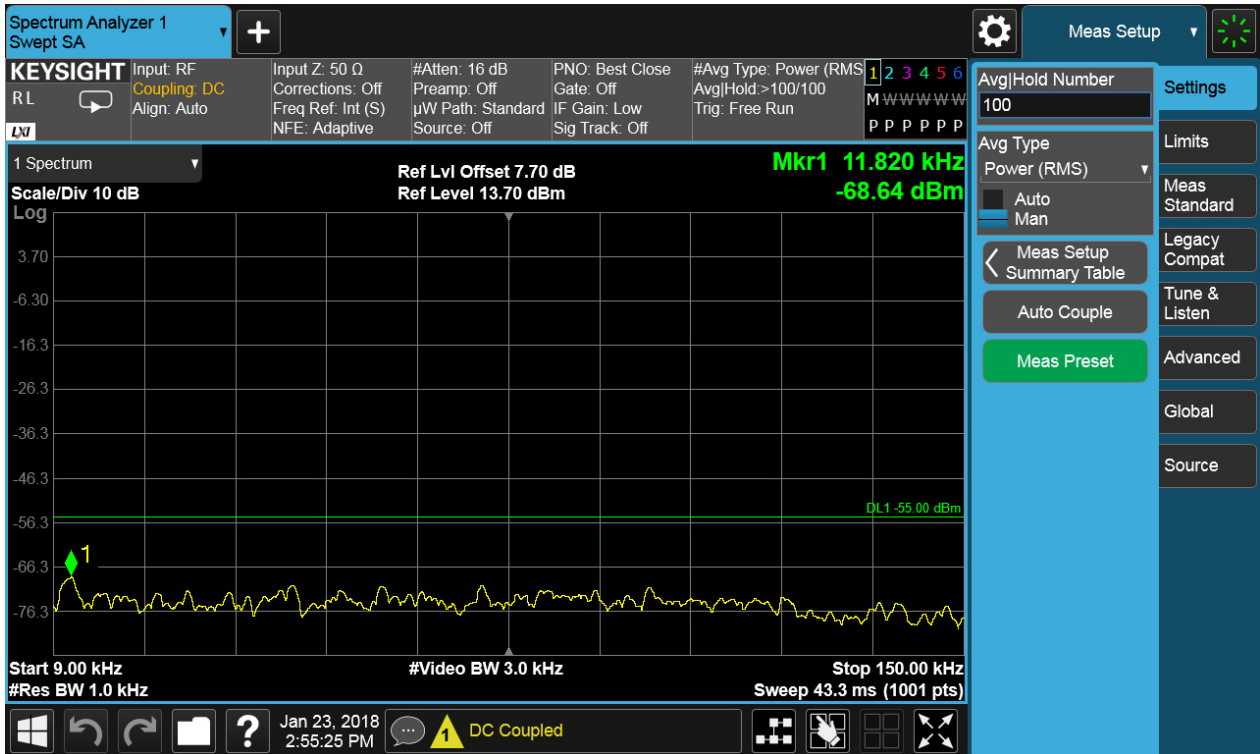 Spectrum Analyzer 1
Swept SA
+
Meas Setup
KEYSIGHT
RL
LXI
Input: RF
Coupling: DC
Align: Auto
Input Z: 50 Ω
Corrections: Off
Freq Ref: Int (S)
NFE: Adaptive
#Atten: 16 dB
Preamp: Off
µW Path: Standard
Source: Off
PNO: Best Close
Gate: Off
IF Gain: Low
Sig Track: Off
#Avg Type: Power (RMS
Avg|Hold:>100/100
Trig: Free Run
1 2 3 4 5 6
M W W W W W
P P P P P P
1 Spectrum
Scale/Div 10 dB
Log
Ref Lvl Offset 7.70 dB
Ref Level 13.70 dBm
Mkr1 11.820 kHz
-68.64 dBm
3.70
-6.30
-16.3
-26.3
-36.3
-46.3
-56.3
-66.3
-76.3
DL1 -55.00 dBm
1
Start 9.00 kHz
#Res BW 1.0 kHz
#Video BW 3.0 kHz
Stop 150.00 kHz
Sweep 43.3 ms (1001 pts)
Avg|Hold Number
100
Avg Type
Power (RMS)
Auto
Man
Meas Setup
Summary Table
Auto Couple
Meas Preset
Settings
Limits
Meas
Standard
Legacy
Compat
Tune &
Listen
Advanced
Global
Source
?
Jan 23, 2018
2:55:25 PM
1
DC Coupled